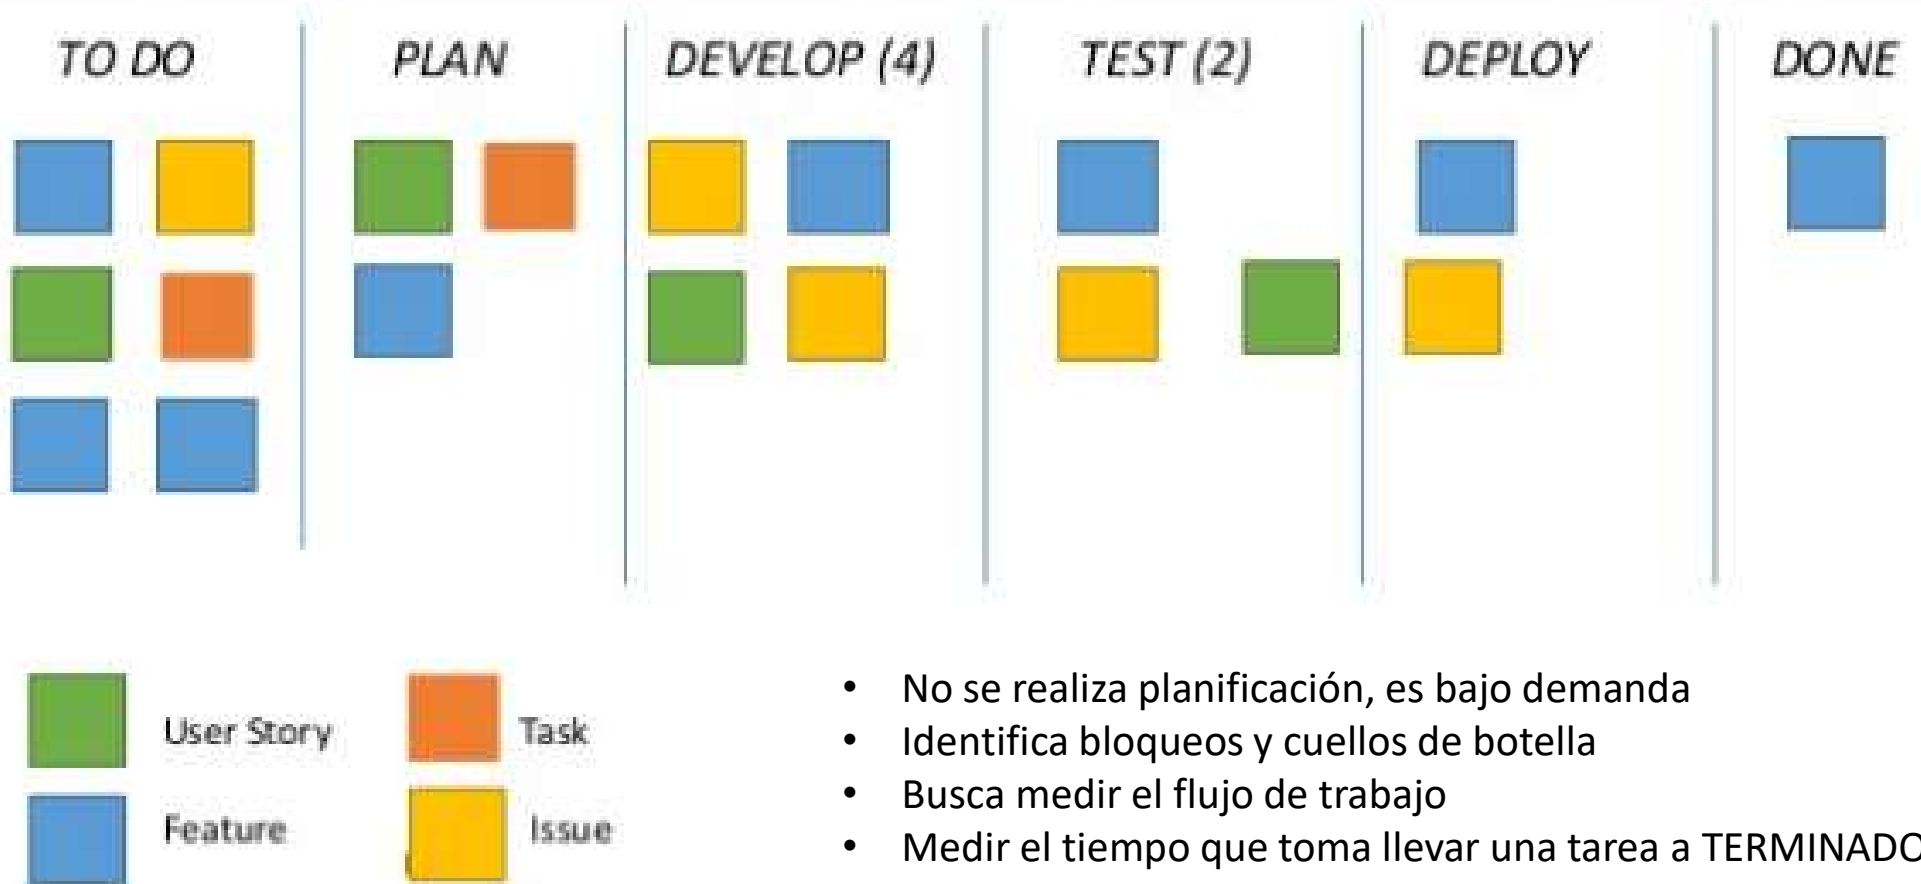 TO DO
PLAN
DEVELOP (4)
TEST (2)
DEPLOY
DONE
User Story
Task
Feature
Issue
• No se realiza planificación, es bajo demanda
• Identifica bloqueos y cuellos de botella
• Busca medir el flujo de trabajo
• Medir el tiempo que toma llevar una tarea a TERMINADO